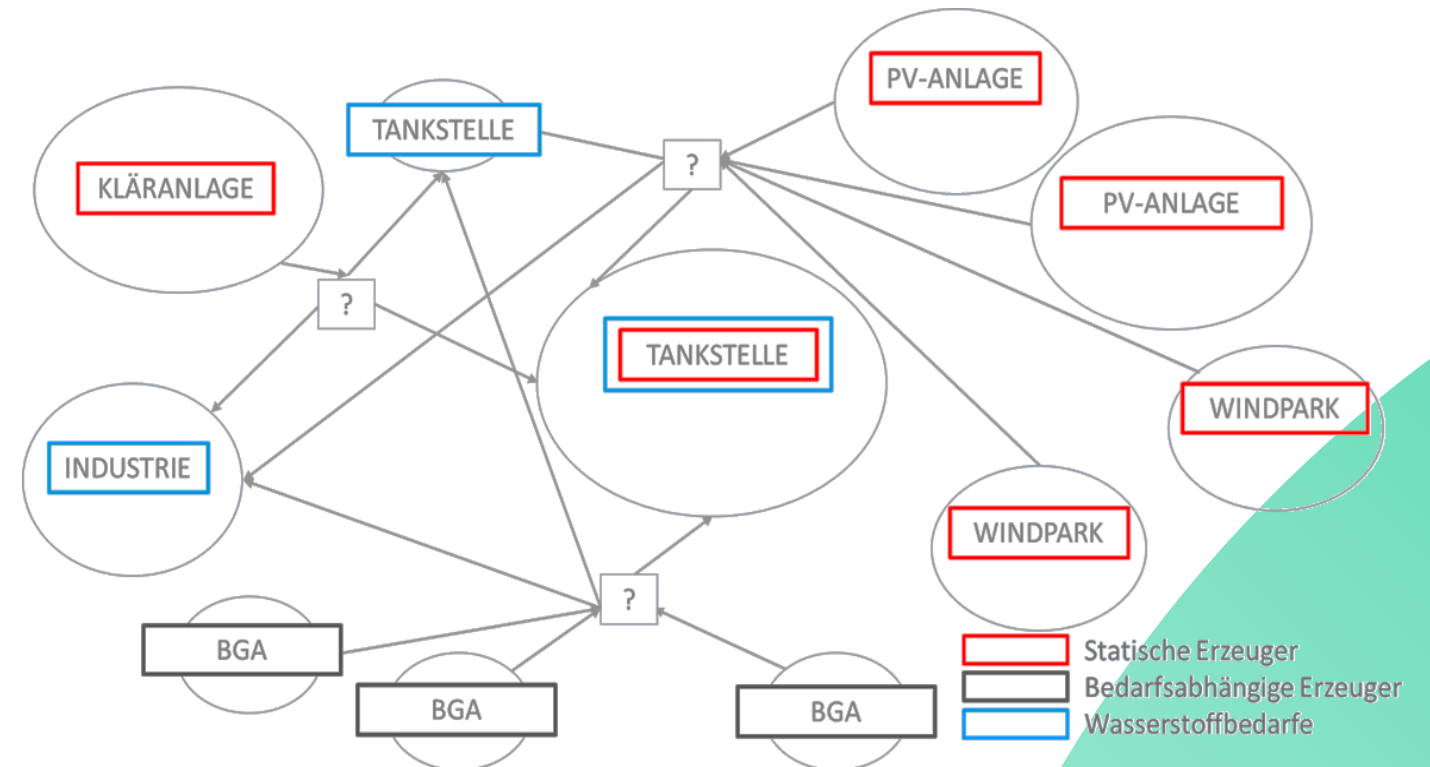 PV-ANLAGE
TANKSTELLE
?
KLÄRANLAGE
PV-ANLAGE
?
TANKSTELLE
WINDPARK
INDUSTRIE
WINDPARK
?
BGA
BGA
BGA
Statische Erzeuger
Bedarfsabhängige Erzeuger
Wasserstoffbedarfe